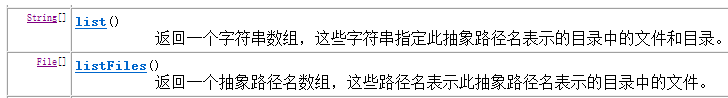 String[] list()
返回一个字符串数组，这些字符串指定此抽象路径名表示的目录中的文件和目录。
File[] listFiles()
返回一个抽象路径名数组，这些路径名表示此抽象路径名表示的目录中的文件。